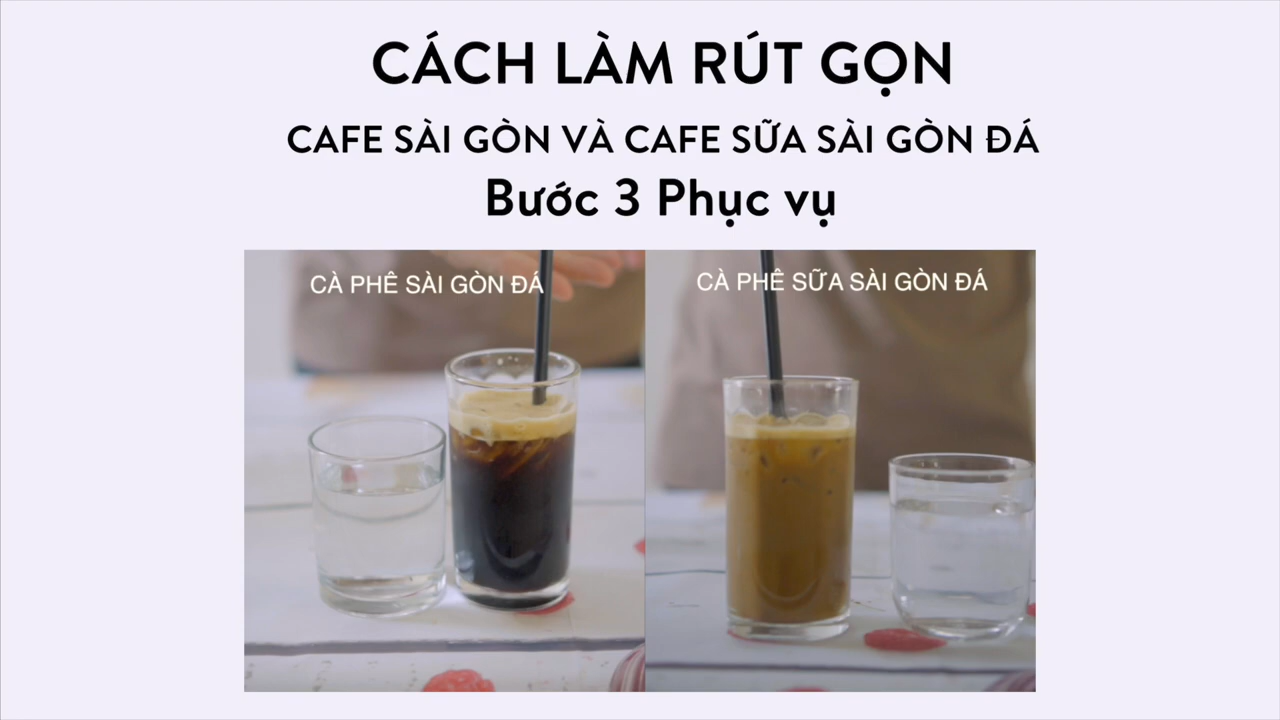 CÁCH LÀM RÚT GỌN
CAFE SÀI GÒN VÀ CAFE SỮA SÀI GÒN ĐÁ
Bước 3 Phục vụ
CÀ PHÊ SÀI GÒN ĐÁ
CÀ PHÊ SỮA SÀI GÒN ĐÁ